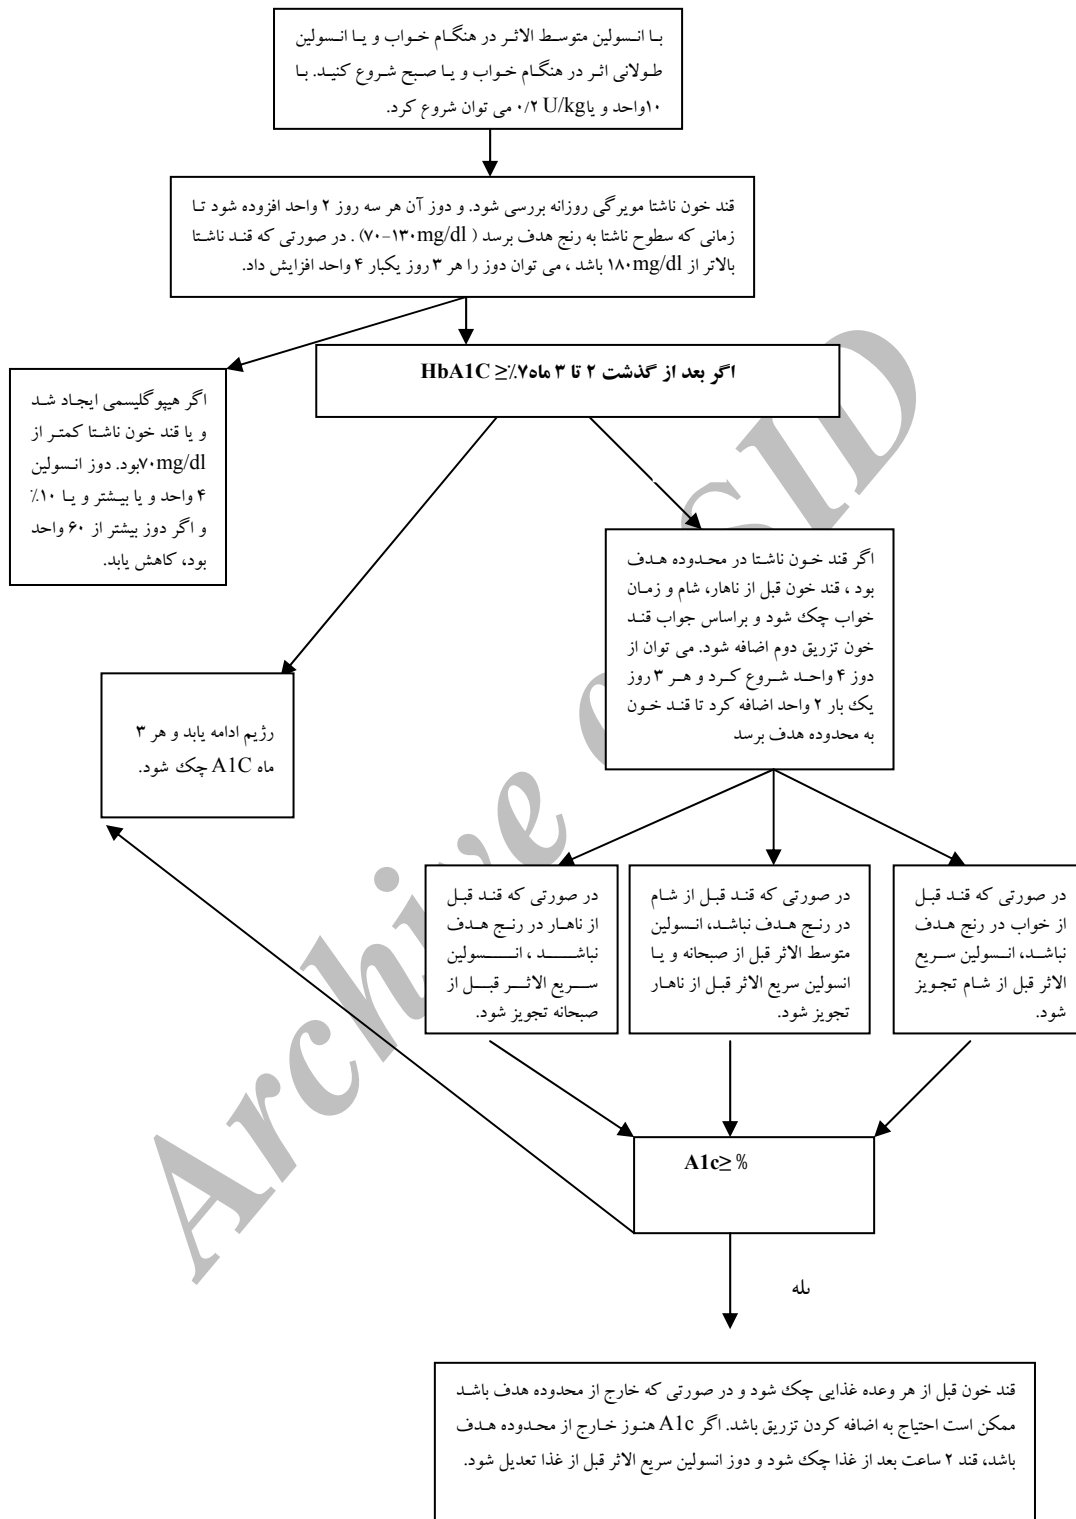 با انسولین متوسط الاثر در هنگام خواب و یا انسولین
طولانی اثر در هنگام خواب و یا صبح شروع کنید. با
۱۰واحد و یا۰/۲ U/kg می توان شروع کرد.
قند خون ناشتا مویرگی روزانه بررسی شود. و دوز آن هر سه روز ۲ واحد افزوده شود تا
زمانی که سطوح ناشتا به رنج هدف برسد ( ۷۰-۱۳۰mg/dl) . در صورتی که قند ناشتا
بالاتر از ۱۸۰mg/dl باشد ، می توان دوز را هر ۳ روز یکبار ۴ واحد افزایش داد.
اگر بعد از گذشت ۲ تا ۳ ماه۷٪≤ HbA1C
اگر هیپوگلیسمی ایجاد شد
و یا قند خون ناشتا کمتر از
۷۰mg/dlبود. دوز انسولین
۴ واحد و یا بیشتر و یا ۱۰٪
و اگر دوز بیشتر از ۶۰ واحد
بود، کاهش یابد.
اگر قند خون ناشتا در محدوده هدف
بود ، قند خون قبل از ناهار، شام و زمان
خواب چک شود و براساس جواب قند
خون تزریق دوم اضافه شود. می توان از
دوز ۴ واحد شروع کرد و هر ۳ روز
یک بار ۲ واحد اضافه کرد تا قند خون
به محدوده هدف برسد
رژیم ادامه یابد و هر ۳
ماه A1C چک شود.
در صورتی که قند قبل
از خواب در رنج هدف
نباشد، انسولین سریع
الاثر قبل از شام تجویز
شود.
در صورتی که قند قبل از شام
در رنج هدف نباشد، انسولین
متوسط الاثر قبل از صبحانه و یا
انسولین سریع الاثر قبل از ناهار
تجویز شود.
در صورتی که قند قبل
از ناهار در رنج هدف
نباشد ، انسولین
سریع الاثر قبل از
صبحانه تجویز شود.
A1c≥ %
بله
قند خون قبل از هر وعده غذایی چک شود و در صورتی که خارج از محدوده هدف باشد
ممکن است احتیاج به اضافه کردن تزریق باشد. اگر A1c هنوز خارج از محدوده هدف
باشد، قند ۲ ساعت بعد از غذا چک شود و دوز انسولین سریع الاثر قبل از غذا تعدیل شود.
Archive of SID